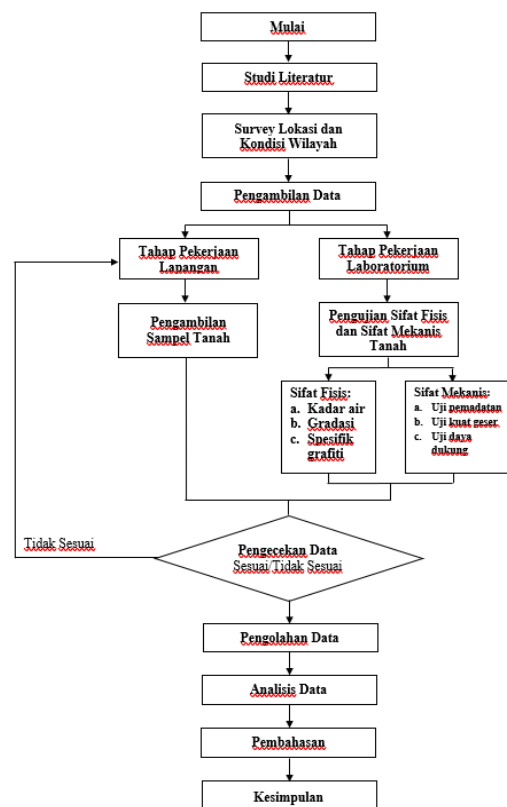 Mulai
Studi Literatur
Survey Lokasi dan
Kondisi Wilayah
Pengambilan Data
Tahap Pekerjaan
Lapangan
Tahap Pekerjaan
Laboratorium
Pengambilan
Sampel Tanah
Pengujian Sifat Fisis
dan Sifat Mekanis
Tanah
Sifat Fisis:
a. Kadar air
b. Gradasi
c. Spesifik
grafiti
Sifat Mekanis:
a. Uji pemadatan
b. Uji kuat geser
c. Uji daya
dukung
Tidak Sesuai
Pengecekan Data
Sesuai/Tidak Sesuai
Pengolahan Data
Analisis Data
Pembahasan
Kesimpulan